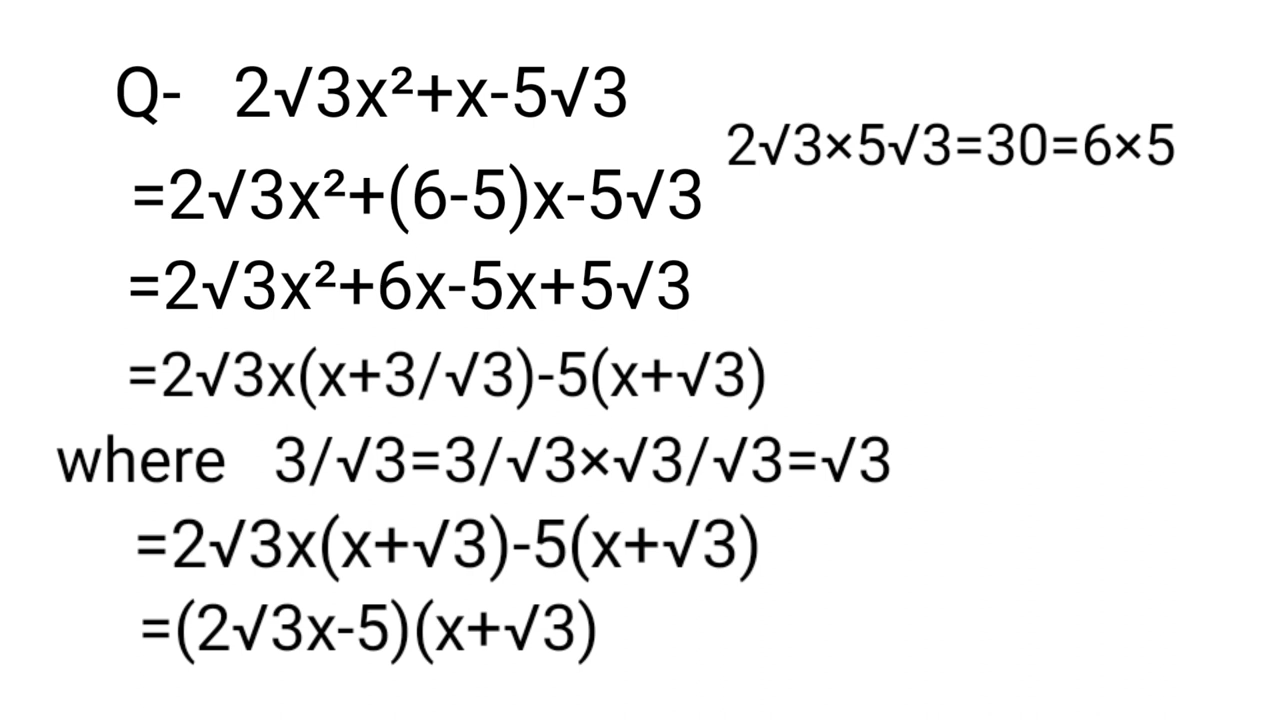 Q- 2√3x²+x-5√3
2√3×5√3=30=6×5
=2√3x²+(6-5)x-5√3
=2√3x²+6x-5x+5√3
=2√3x(x+3/√3)-5(x+√3)
where 3/√3=3/√3×√3/√3=√3
=2√3x(x+√3)-5(x+√3)
=(2√3x-5)(x+√3)